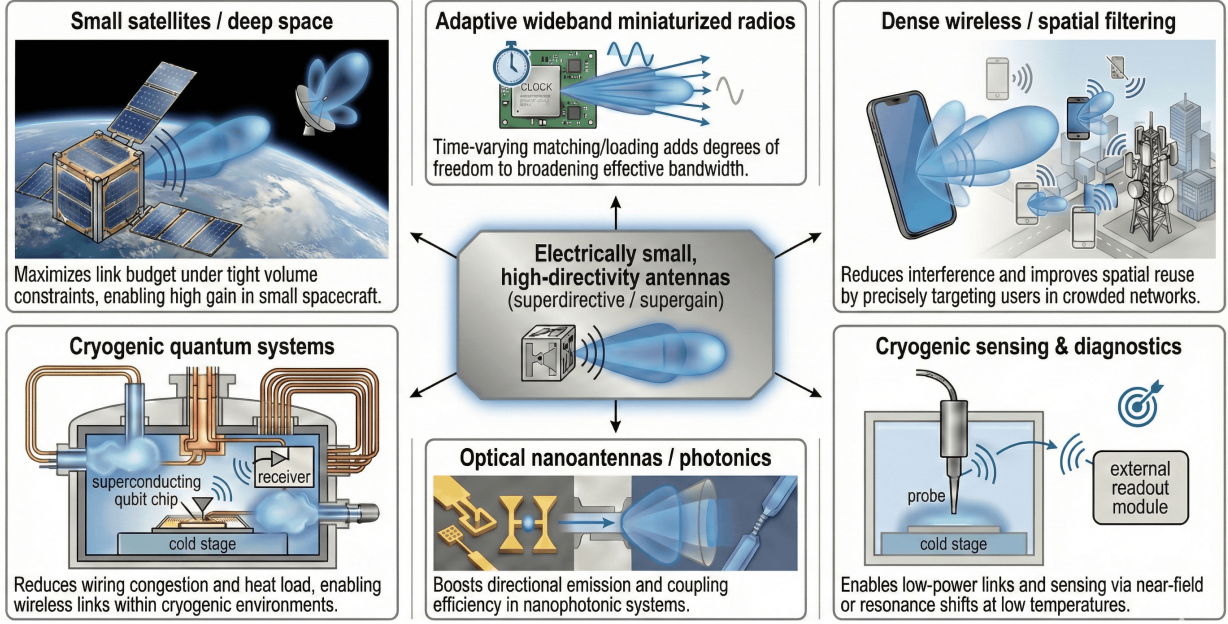 Small satellites / deep space
Maximizes link budget under tight volume
constraints, enabling high gain in small spacecraft.
Adaptive wideband miniaturized radios
CLOCK
Time-varying matching/loading adds degrees of
freedom to broadening effective bandwidth.
Dense wireless / spatial filtering
Reduces interference and improves spatial reuse
by precisely targeting users in crowded networks.
Electrically small,
high-directivity antennas
(superdirective / supergain)
Cryogenic quantum systems
superconducting
qubit chip
receiver
cold stage
Reduces wiring congestion and heat load, enabling
wireless links within cryogenic environments.
Optical nanoantennas / photonics
Boosts directional emission and coupling
efficiency in nanophotonic systems.
Cryogenic sensing & diagnostics
probe
cold stage
external
readout
module
Enables low-power links and sensing via near-field
or resonance shifts at low temperatures.